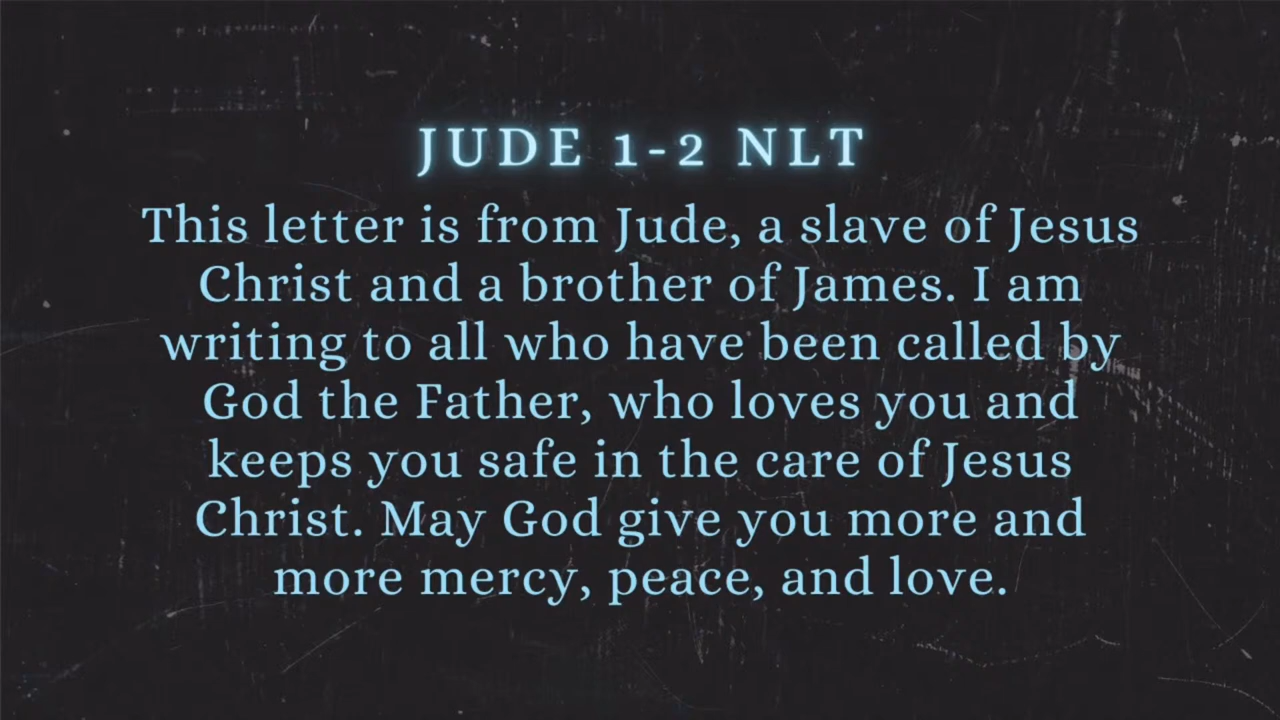 JUDE 1-2 NLT
This letter is from Jude, a slave of Jesus
Christ and a brother of James. I am
writing to all who have been called by
God the Father, who loves you and
keeps you safe in the care of Jesus
Christ. May God give you more and
more mercy, peace, and love.